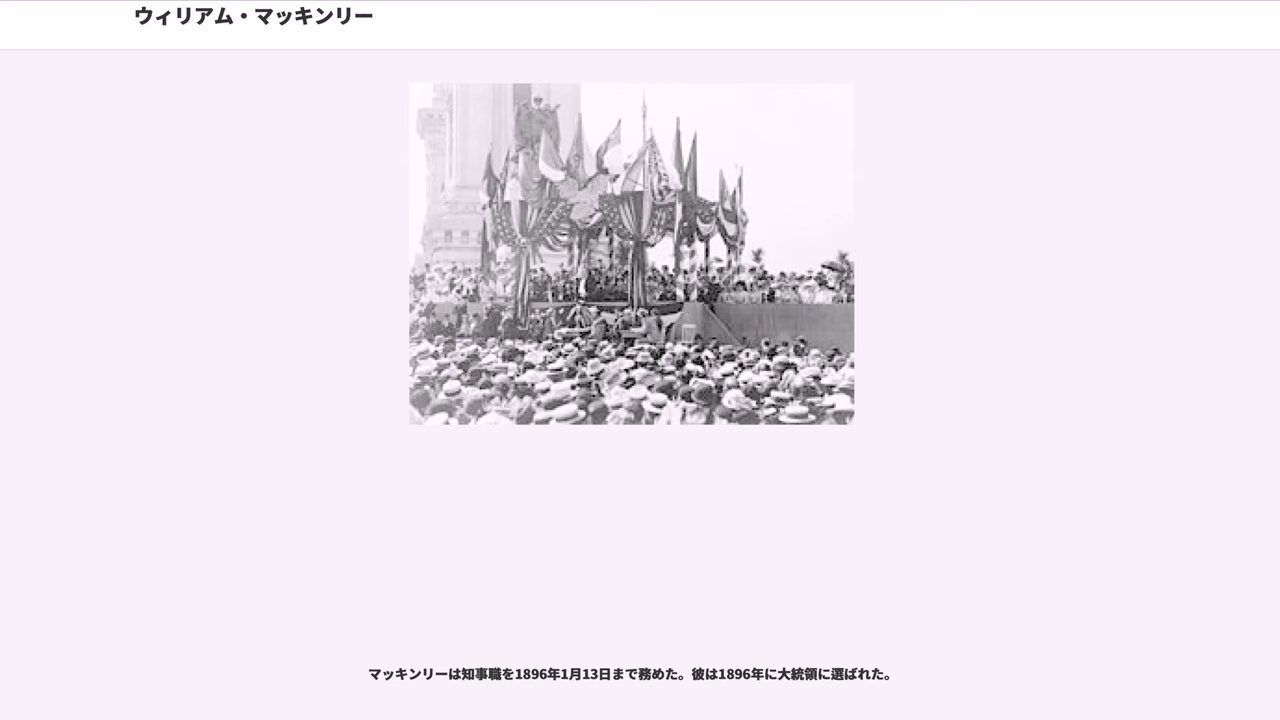 ウィリアム・マッキンリー
マッキンリーは知事職を1896年1月13日まで務めた。彼は1896年に大統領に選ばれた。